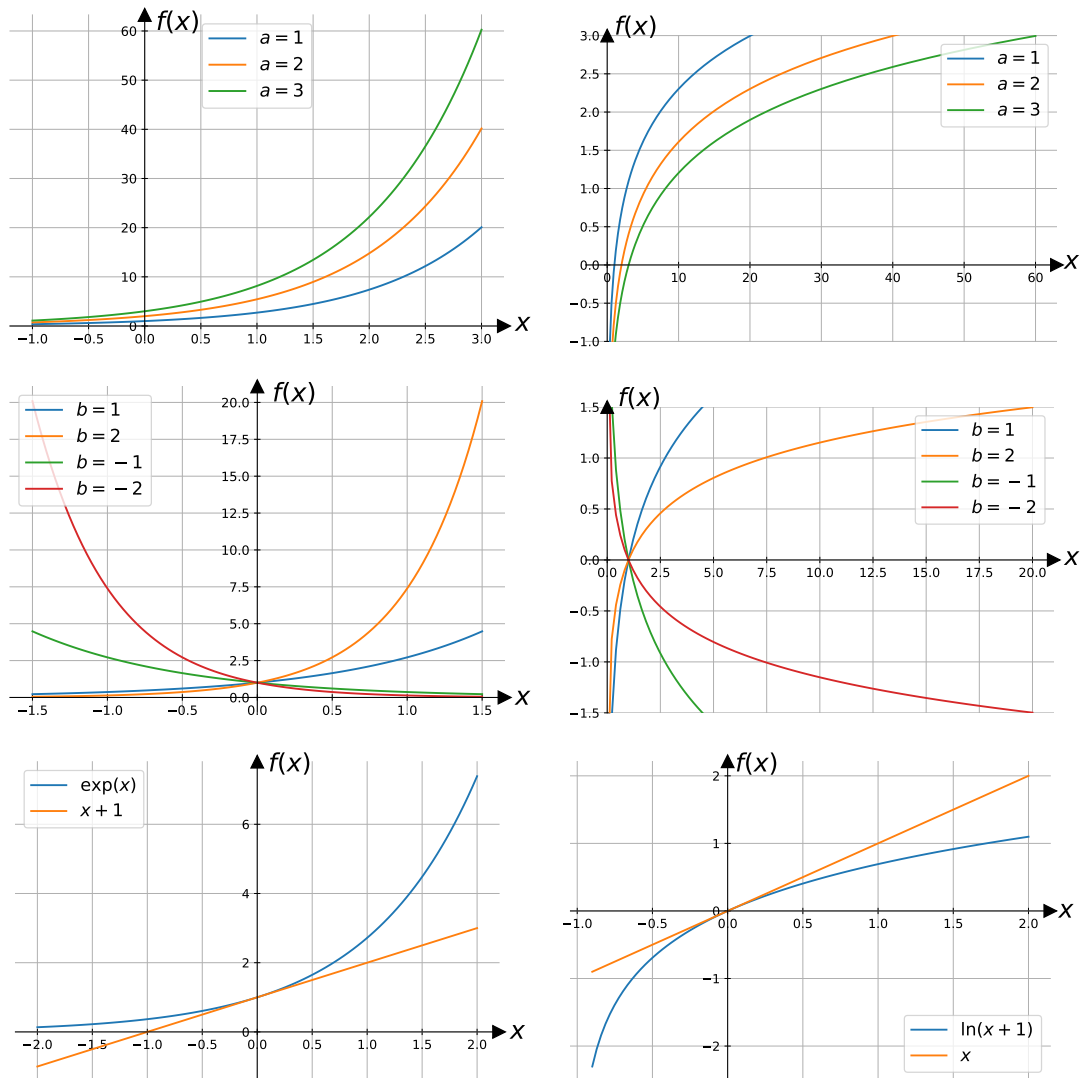 f(x)
a = 1
a = 2
a = 3
60
50
40
30
20
10
0
−1.0 −0.5 0.0 0.5 1.0 1.5 2.0 2.5 3.0
x
f(x)
a = 1
a = 2
a = 3
3.0
2.5
2.0
1.5
1.0
0.5
0.0
−0.5
−1.0
0 10 20 30 40 50 60
x
f(x)
b = 1
b = 2
b = −1
b = −2
20.0
17.5
15.0
12.5
10.0
7.5
5.0
2.5
0.0
−1.5 −1.0 −0.5 0.0 0.5 1.0 1.5
x
f(x)
b = 1
b = 2
b = −1
b = −2
1.5
1.0
0.5
0.0
−0.5
−1.0
−1.5
0.0 2.5 5.0 7.5 10.0 12.5 15.0 17.5 20.0
x
f(x)
exp(x)
x + 1
6
4
2
0
−2.0 −1.5 −1.0 −0.5 0.0 0.5 1.0 1.5 2.0
x
f(x)
2
1
0
−1
−2
−1.0 −0.5 0.0 0.5 1.0 1.5 2.0
x
ln(x + 1)
x